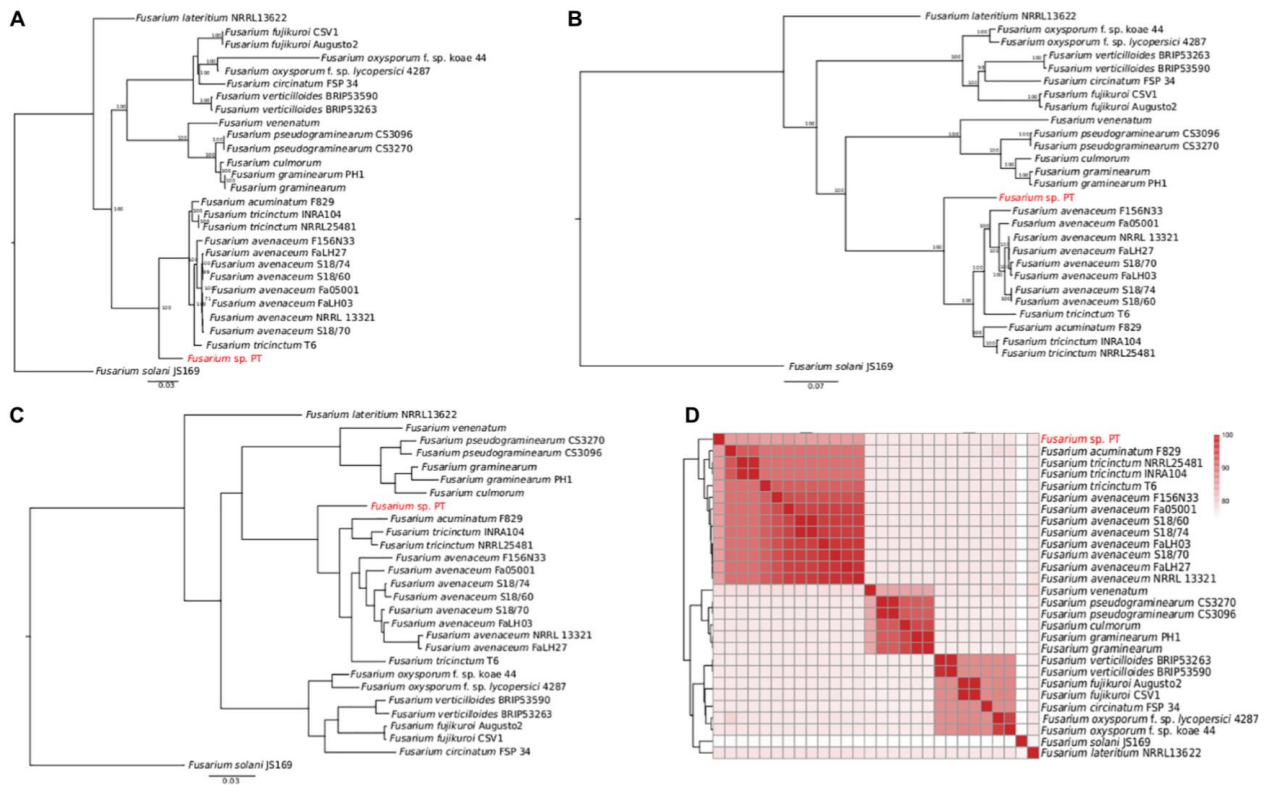 A
Fusarium lateritium NRRL13622
Fusarium fujikuroi CSV1
Fusarium fujikuroi Augusto2
Fusarium oxysporum f. sp. koae 44
Fusarium oxysporum f. sp. lycopersici 4287
Fusarium circinatum FSP 34
Fusarium verticilloides BRIP53590
Fusarium verticilloides BRIP53263
Fusarium venenatum
Fusarium pseudograminearum CS3096
Fusarium pseudograminearum CS3270
Fusarium culmorum
Fusarium graminearum PH1
Fusarium graminearum
Fusarium acuminatum F829
Fusarium tricinctum INRA104
Fusarium tricinctum NRRL25481
Fusarium avenaceum F156N33
Fusarium avenaceum FaLH27
Fusarium avenaceum S18/74
Fusarium avenaceum S18/60
Fusarium avenaceum Fa05001
Fusarium avenaceum FaLH03
Fusarium avenaceum NRRL 13321
Fusarium avenaceum S18/70
Fusarium tricinctum T6
Fusarium sp. PT
Fusarium solani JS169
0.03
B
Fusarium lateritium NRRL13622
Fusarium oxysporum f. sp. koae 44
Fusarium oxysporum f. sp. lycopersici 4287
Fusarium verticilloides BRIP53263
Fusarium verticilloides BRIP53590
Fusarium circinatum FSP 34
Fusarium fujikuroi CSV1
Fusarium fujikuroi Augusto2
Fusarium venenatum
Fusarium pseudograminearum CS3096
Fusarium pseudograminearum CS3270
Fusarium culmorum
Fusarium graminearum
Fusarium graminearum PH1
Fusarium sp. PT
Fusarium avenaceum F156N33
Fusarium avenaceum Fa05001
Fusarium avenaceum NRRL 13321
Fusarium avenaceum FaLH27
Fusarium avenaceum S18/70
Fusarium avenaceum FaLH03
Fusarium avenaceum S18/74
Fusarium avenaceum S18/60
Fusarium tricinctum T6
Fusarium acuminatum F829
Fusarium tricinctum INRA104
Fusarium tricinctum NRRL25481
Fusarium solani JS169
0.07
C
Fusarium lateritium NRRL13622
Fusarium venenatum
Fusarium pseudograminearum CS3270
Fusarium pseudograminearum CS3096
Fusarium graminearum
Fusarium graminearum PH1
Fusarium culmorum
Fusarium sp. PT
Fusarium acuminatum F829
Fusarium tricinctum INRA104
Fusarium tricinctum NRRL25481
Fusarium avenaceum F156N33
Fusarium avenaceum Fa05001
Fusarium avenaceum S18/74
Fusarium avenaceum S18/60
Fusarium avenaceum S18/70
Fusarium avenaceum FaLH03
Fusarium avenaceum NRRL 13321
Fusarium avenaceum FaLH27
Fusarium tricinctum T6
Fusarium oxysporum f. sp. koae 44
Fusarium oxysporum f. sp. lycopersici 4287
Fusarium verticilloides BRIP53590
Fusarium verticilloides BRIP53263
Fusarium fujikuroi Augusto2
Fusarium fujikuroi CSV1
Fusarium circinatum FSP 34
Fusarium solani JS169
0.03
D
Fusarium sp. PT
Fusarium acuminatum F829
Fusarium tricinctum NRRL25481
Fusarium tricinctum INRA104
Fusarium tricinctum T6
Fusarium avenaceum F156N33
Fusarium avenaceum Fa05001
Fusarium avenaceum S18/60
Fusarium avenaceum S18/74
Fusarium avenaceum FaLH03
Fusarium avenaceum S18/70
Fusarium avenaceum FaLH27
Fusarium avenaceum NRRL 13321
Fusarium venenatum
Fusarium pseudograminearum CS3270
Fusarium pseudograminearum CS3096
Fusarium culmorum
Fusarium graminearum PH1
Fusarium graminearum
Fusarium verticilloides BRIP53263
Fusarium verticilloides BRIP53590
Fusarium fujikuroi Augusto2
Fusarium fujikuroi CSV1
Fusarium circinatum FSP 34
Fusarium oxysporum f. sp. lycopersici 4287
Fusarium oxysporum f. sp. koae 44
Fusarium solani JS169
Fusarium lateritium NRRL13622
100
90
80